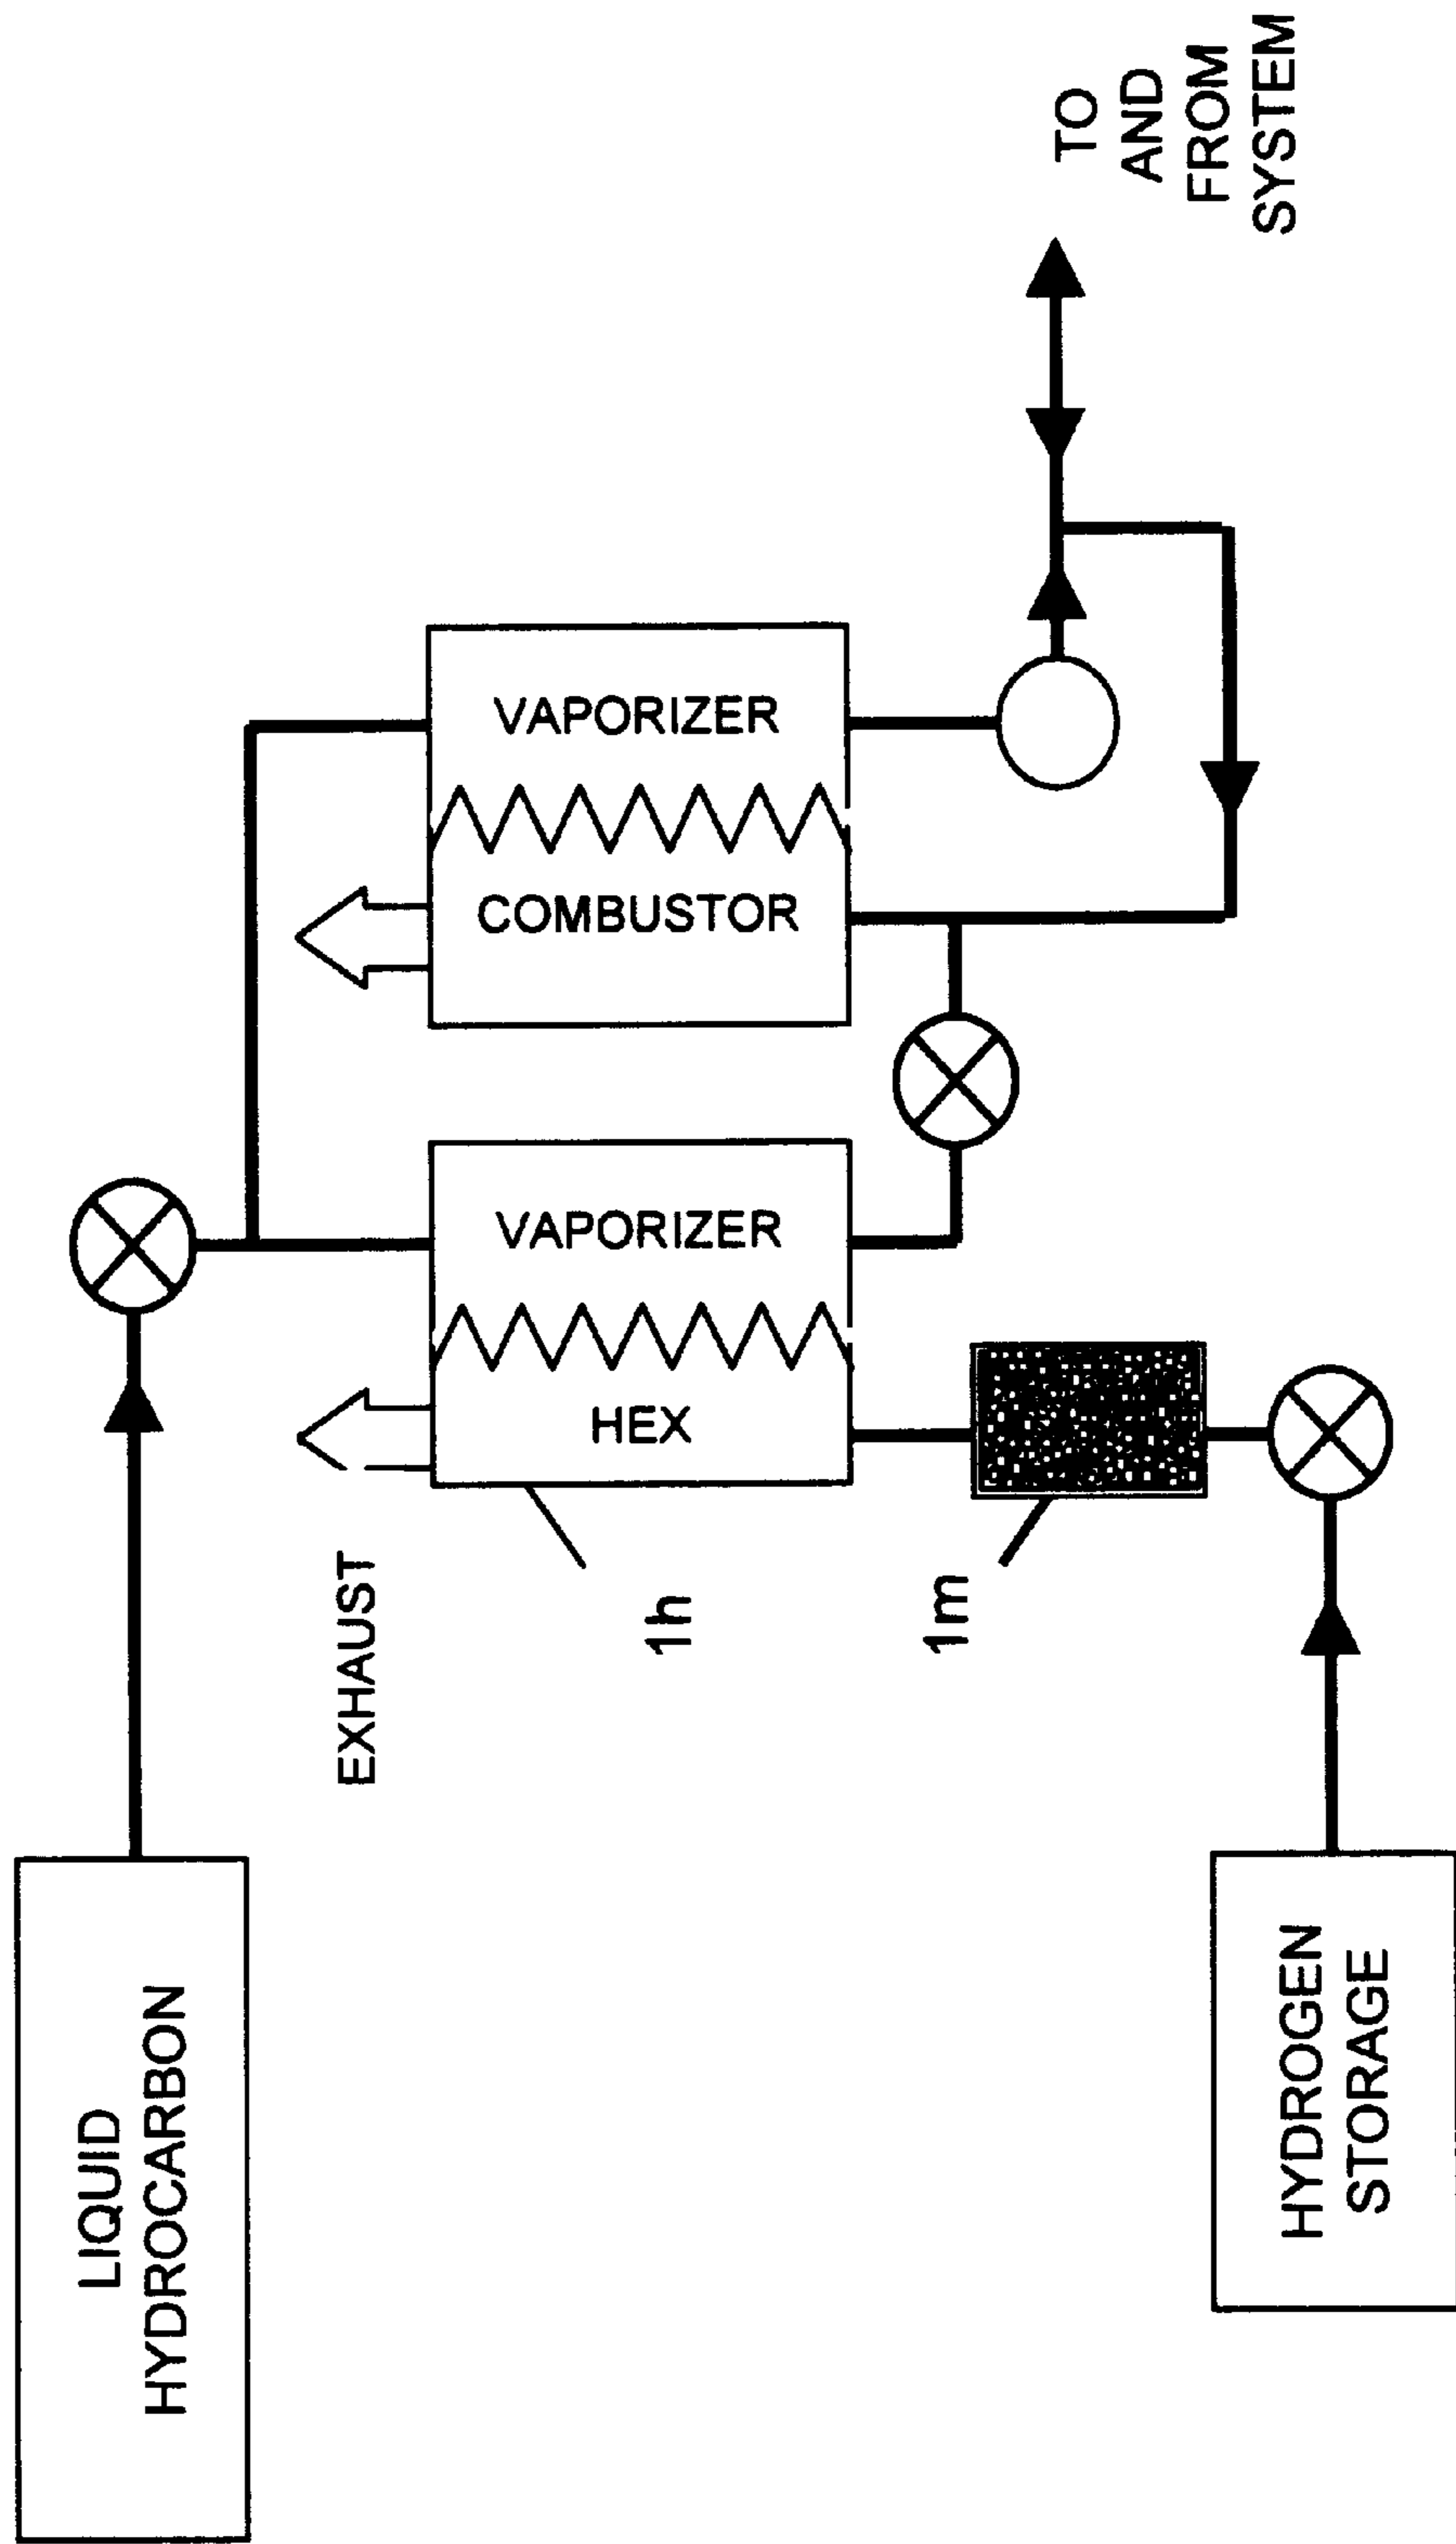 LIQUID
HYDROCARBON
EXHAUST
VAPORIZER
HEX
VAPORIZER
COMBUSTOR
1h
1m
HYDROGEN
STORAGE
TO
AND
FROM
SYSTEM